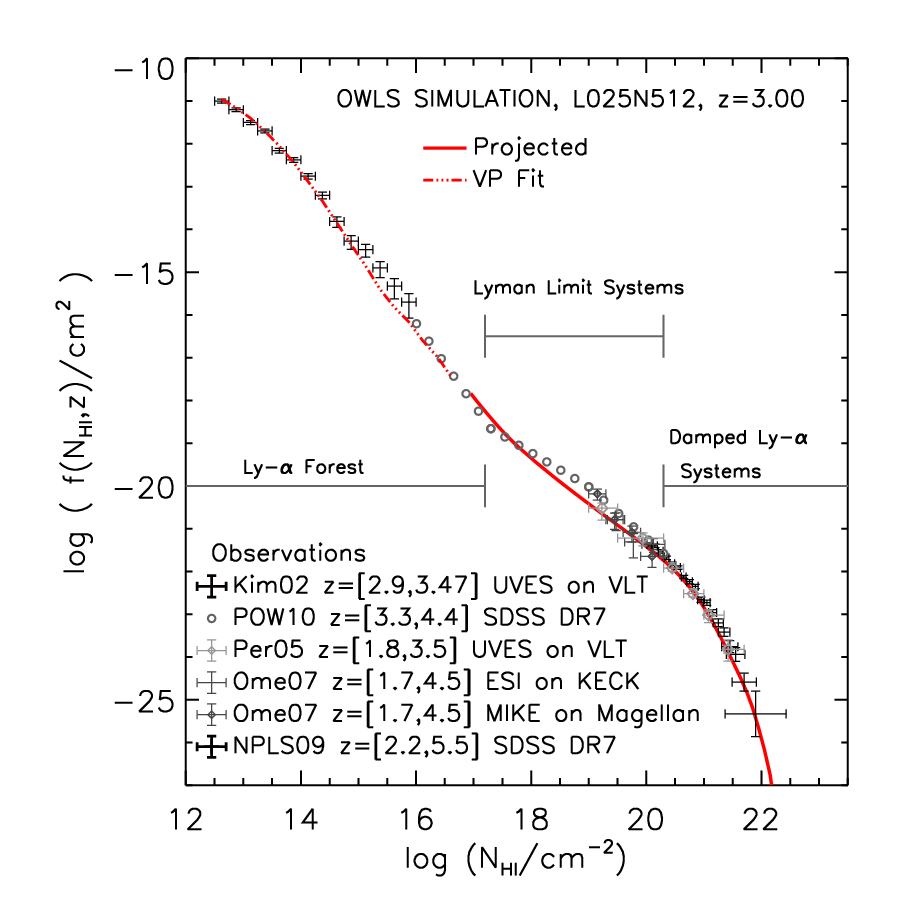 −10
OWLS SIMULATION, L025N512, z=3.00
Projected
VP Fit
−15
Lyman Limit Systems
Damped Ly−α
Systems
Ly−α Forest
−20
Observations
Kim02 z=[2.9,3.47] UVES on VLT
POW10 z=[3.3,4.4] SDSS DR7
Per05 z=[1.8,3.5] UVES on VLT
Ome07 z=[1.7,4.5] ESI on KECK
Ome07 z=[1.7,4.5] MIKE on Magellan
NPLS09 z=[2.2,5.5] SDSS DR7
−25
log ( f(N_HI,z)/cm² )
12 14 16 18 20 22
log (N_HI/cm⁻²)